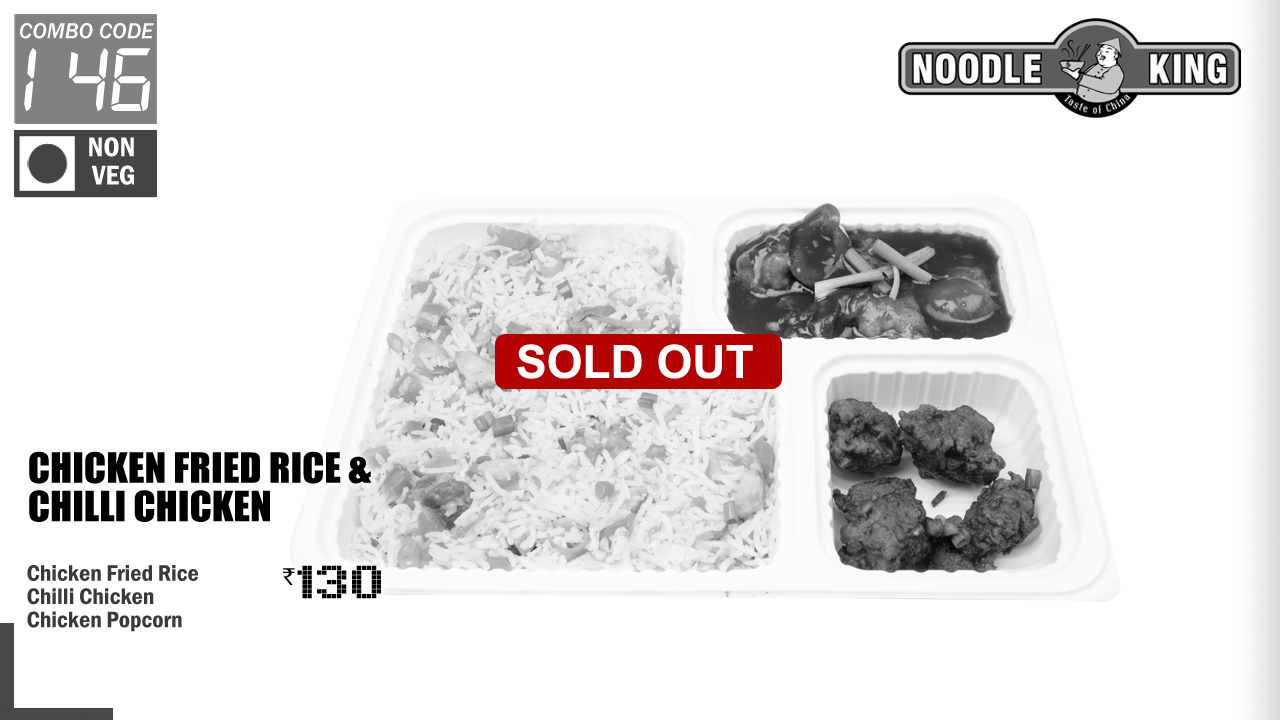 COMBO CODE
146
NON
VEG
NOODLE KING
Taste of China
SOLD OUT
CHICKEN FRIED RICE &
CHILLI CHICKEN
Chicken Fried Rice
Chilli Chicken
Chicken Popcorn
₹130